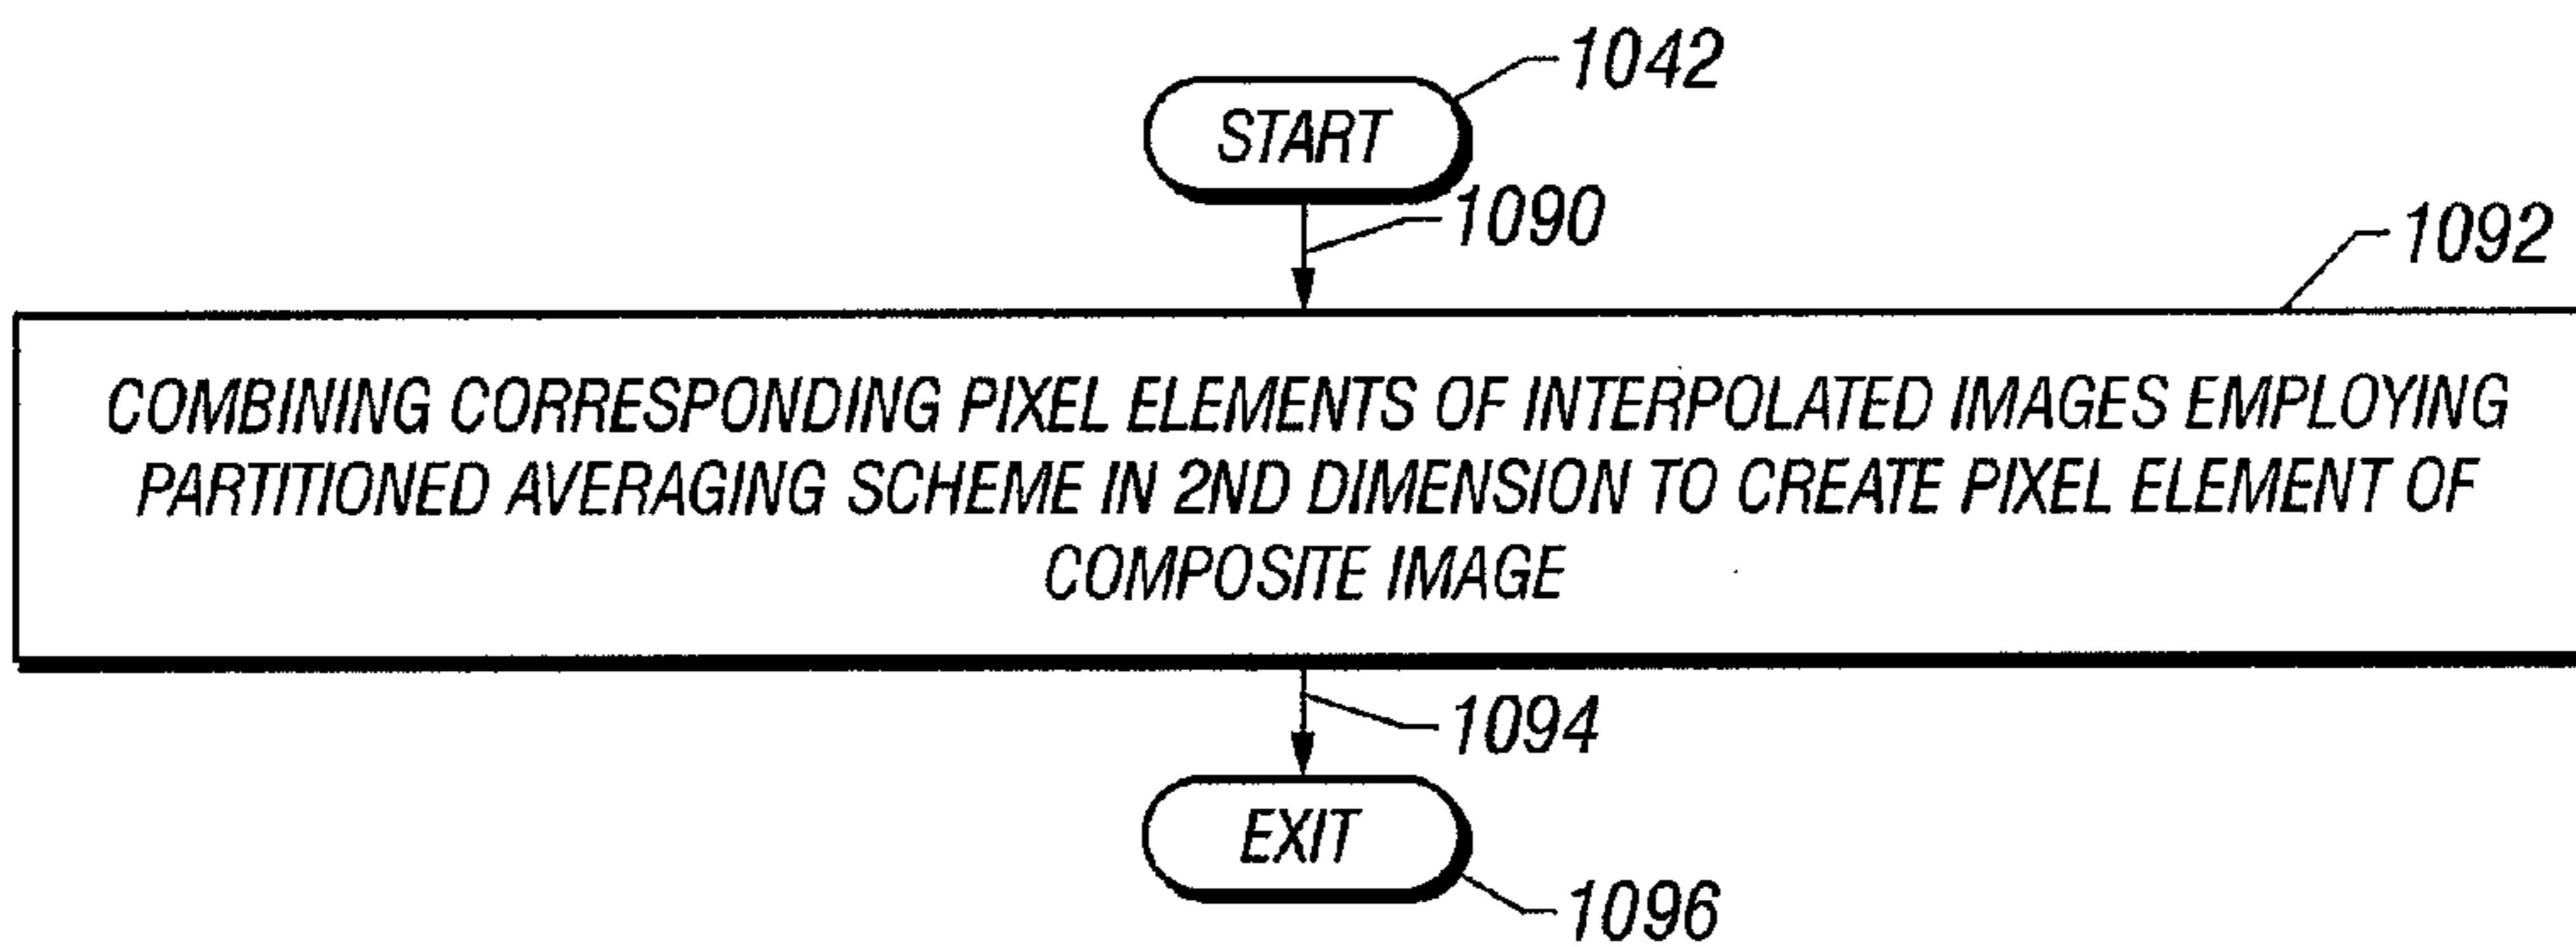 1042
START
1090
1092
COMBINING CORRESPONDING PIXEL ELEMENTS OF INTERPOLATED IMAGES EMPLOYING
PARTITIONED AVERAGING SCHEME IN 2ND DIMENSION TO CREATE PIXEL ELEMENT OF
COMPOSITE IMAGE
1094
EXIT
1096